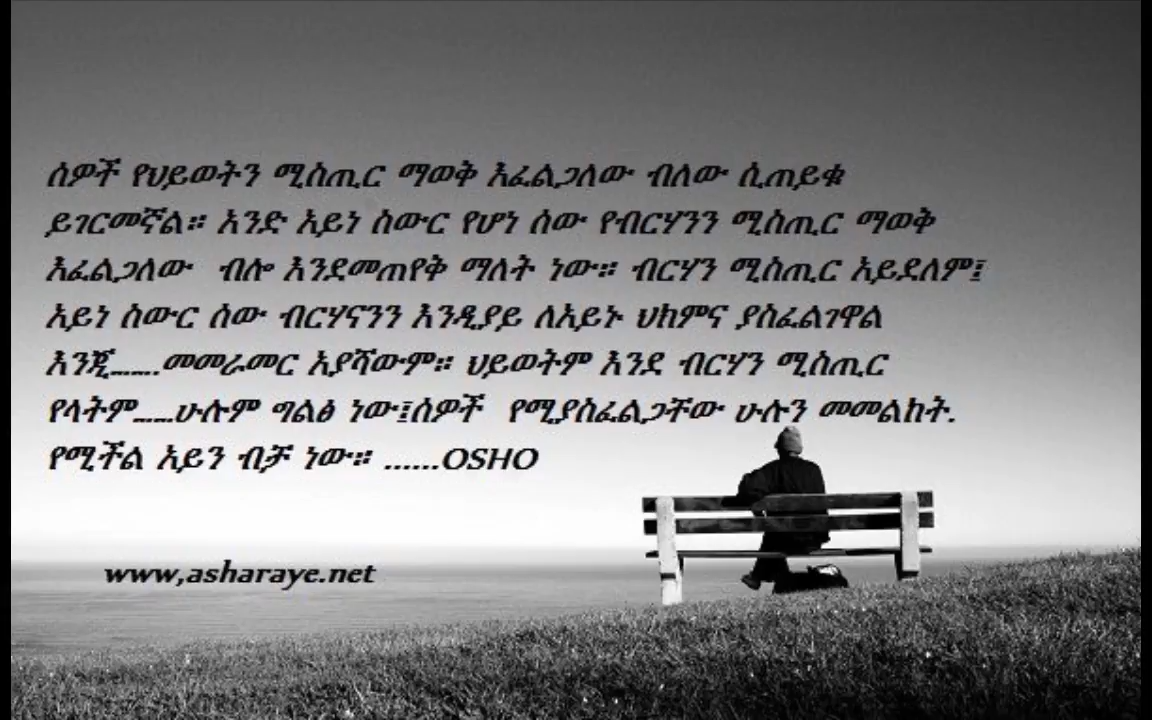 ሰዎች የህይወትን ሚስጢር ማወቅ እፈልጋለው ብለው ሲጠይቁ
ይገርመኛል። አንድ አይነ ስውር የሆነ ሰው የብርሃንን ሚስጢር ማወቅ
እፈልጋለው ብሎ እንደመጠየቅ ማለት ነው። ብርሃን ሚስጢር አይደለም፤
አይነ ስውር ሰው ብርሃናንን እንዲያይ ለአይኑ ህክምና ያስፈልገዋል
እንጂ.......መመራመር አያሻውም። ህይወትም እንደ ብርሃን ሚስጢር
የላትም......ሁሉም ግልፅ ነው፤ሰዎች የሚያስፈልጋቸው ሁሉን መመልከት.
የሚችል አይን ብቻ ነው። ......OSHO
www,asharaye.net